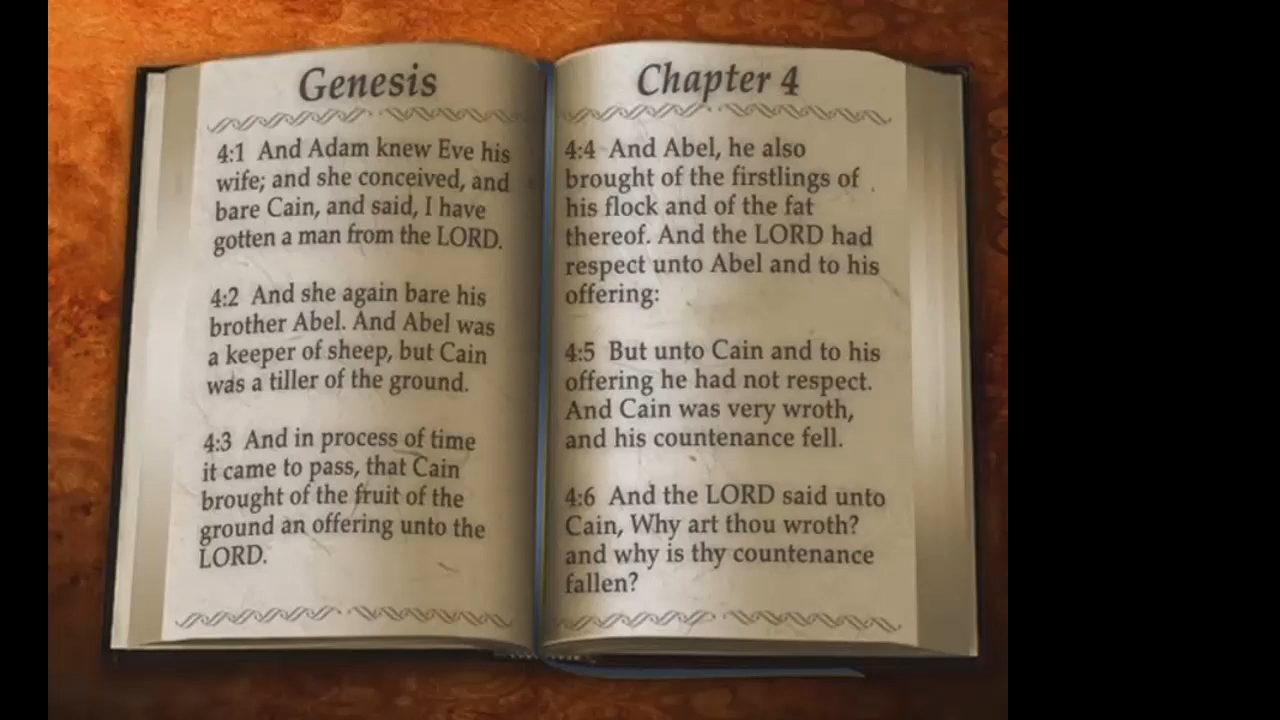 Genesis
4:1 And Adam knew Eve his
wife; and she conceived, and
bare Cain, and said, I have
gotten a man from the LORD.
4:2 And she again bare his
brother Abel. And Abel was
a keeper of sheep, but Cain
was a tiller of the ground.
4:3 And in process of time
it came to pass, that Cain
brought of the fruit of the
ground an offering unto the
LORD.
Chapter 4
4:4 And Abel, he also
brought of the firstlings of
his flock and of the fat
thereof. And the LORD had
respect unto Abel and to his
offering:
4:5 But unto Cain and to his
offering he had not respect.
And Cain was very wroth,
and his countenance fell.
4:6 And the LORD said unto
Cain, Why art thou wroth?
and why is thy countenance
fallen?